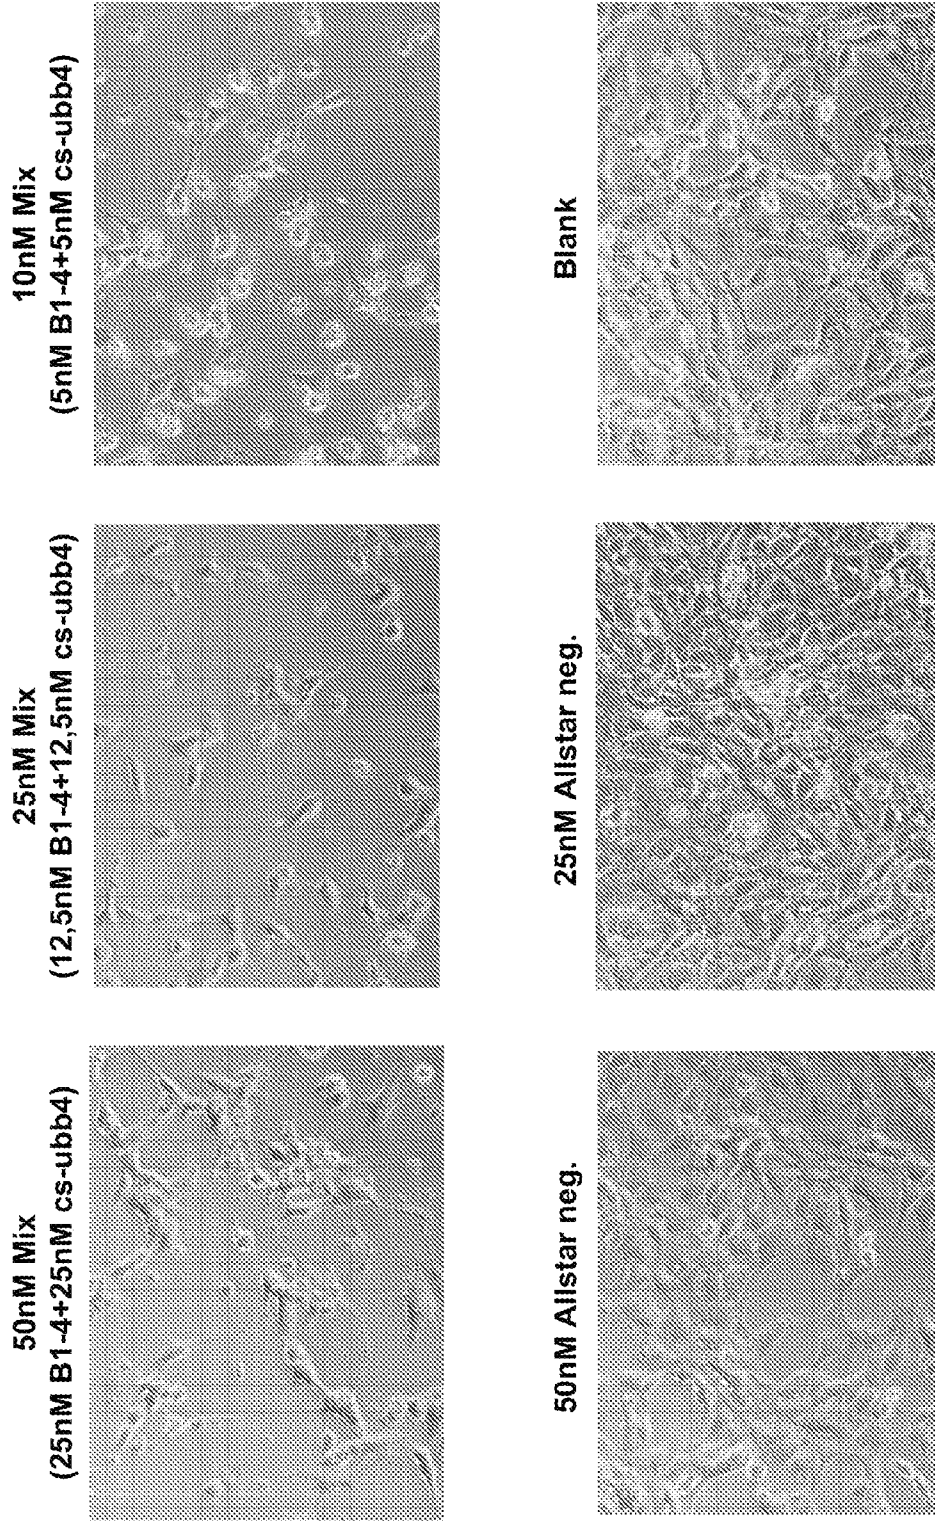 50nM Mix
(25nM B1-4+25nM cs-ubb4)
25nM Mix
(12,5nM B1-4+12,5nM cs-ubb4)
10nM Mix
(5nM B1-4+5nM cs-ubb4)
50nM Allstar neg.
25nM Allstar neg.
Blank